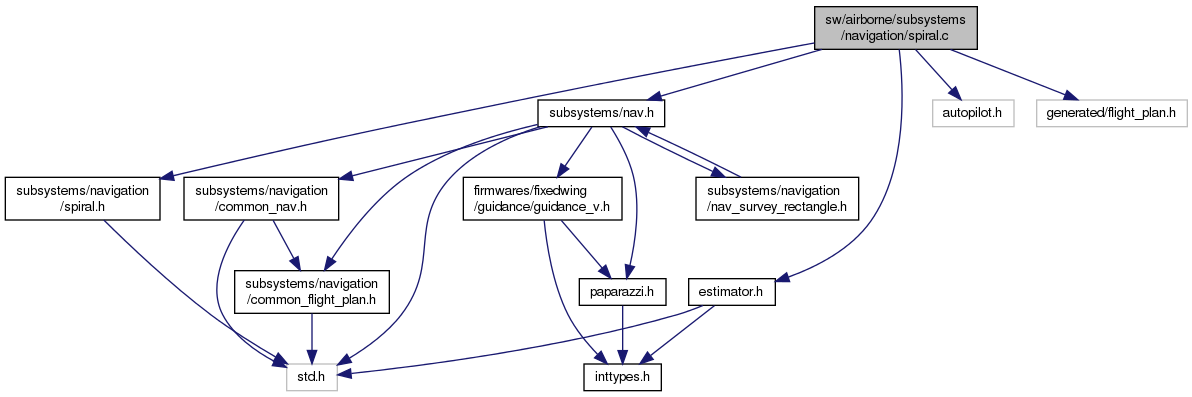 sw/airborne/subsystems
/navigation/spiral.c
subsystems/nav.h
autopilot.h
generated/flight_plan.h
subsystems/navigation
/spiral.h
subsystems/navigation
/common_nav.h
firmwares/fixedwing
/guidance/guidance_v.h
subsystems/navigation
/nav_survey_rectangle.h
subsystems/navigation
/common_flight_plan.h
paparazzi.h
estimator.h
std.h
inttypes.h